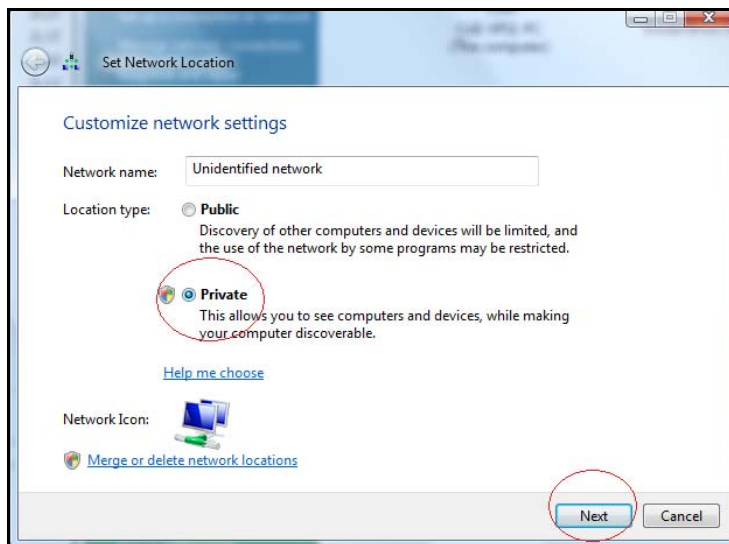 (This computer)
Set Network Location
Customize network settings
Network name:
Unidentified network
Location type:
Public
Discovery of other computers and devices will be limited, and
the use of the network by some programs may be restricted.
Private
This allows you to see computers and devices, while making
your computer discoverable.
Help me choose
Network Icon:
Merge or delete network locations
Next
Cancel